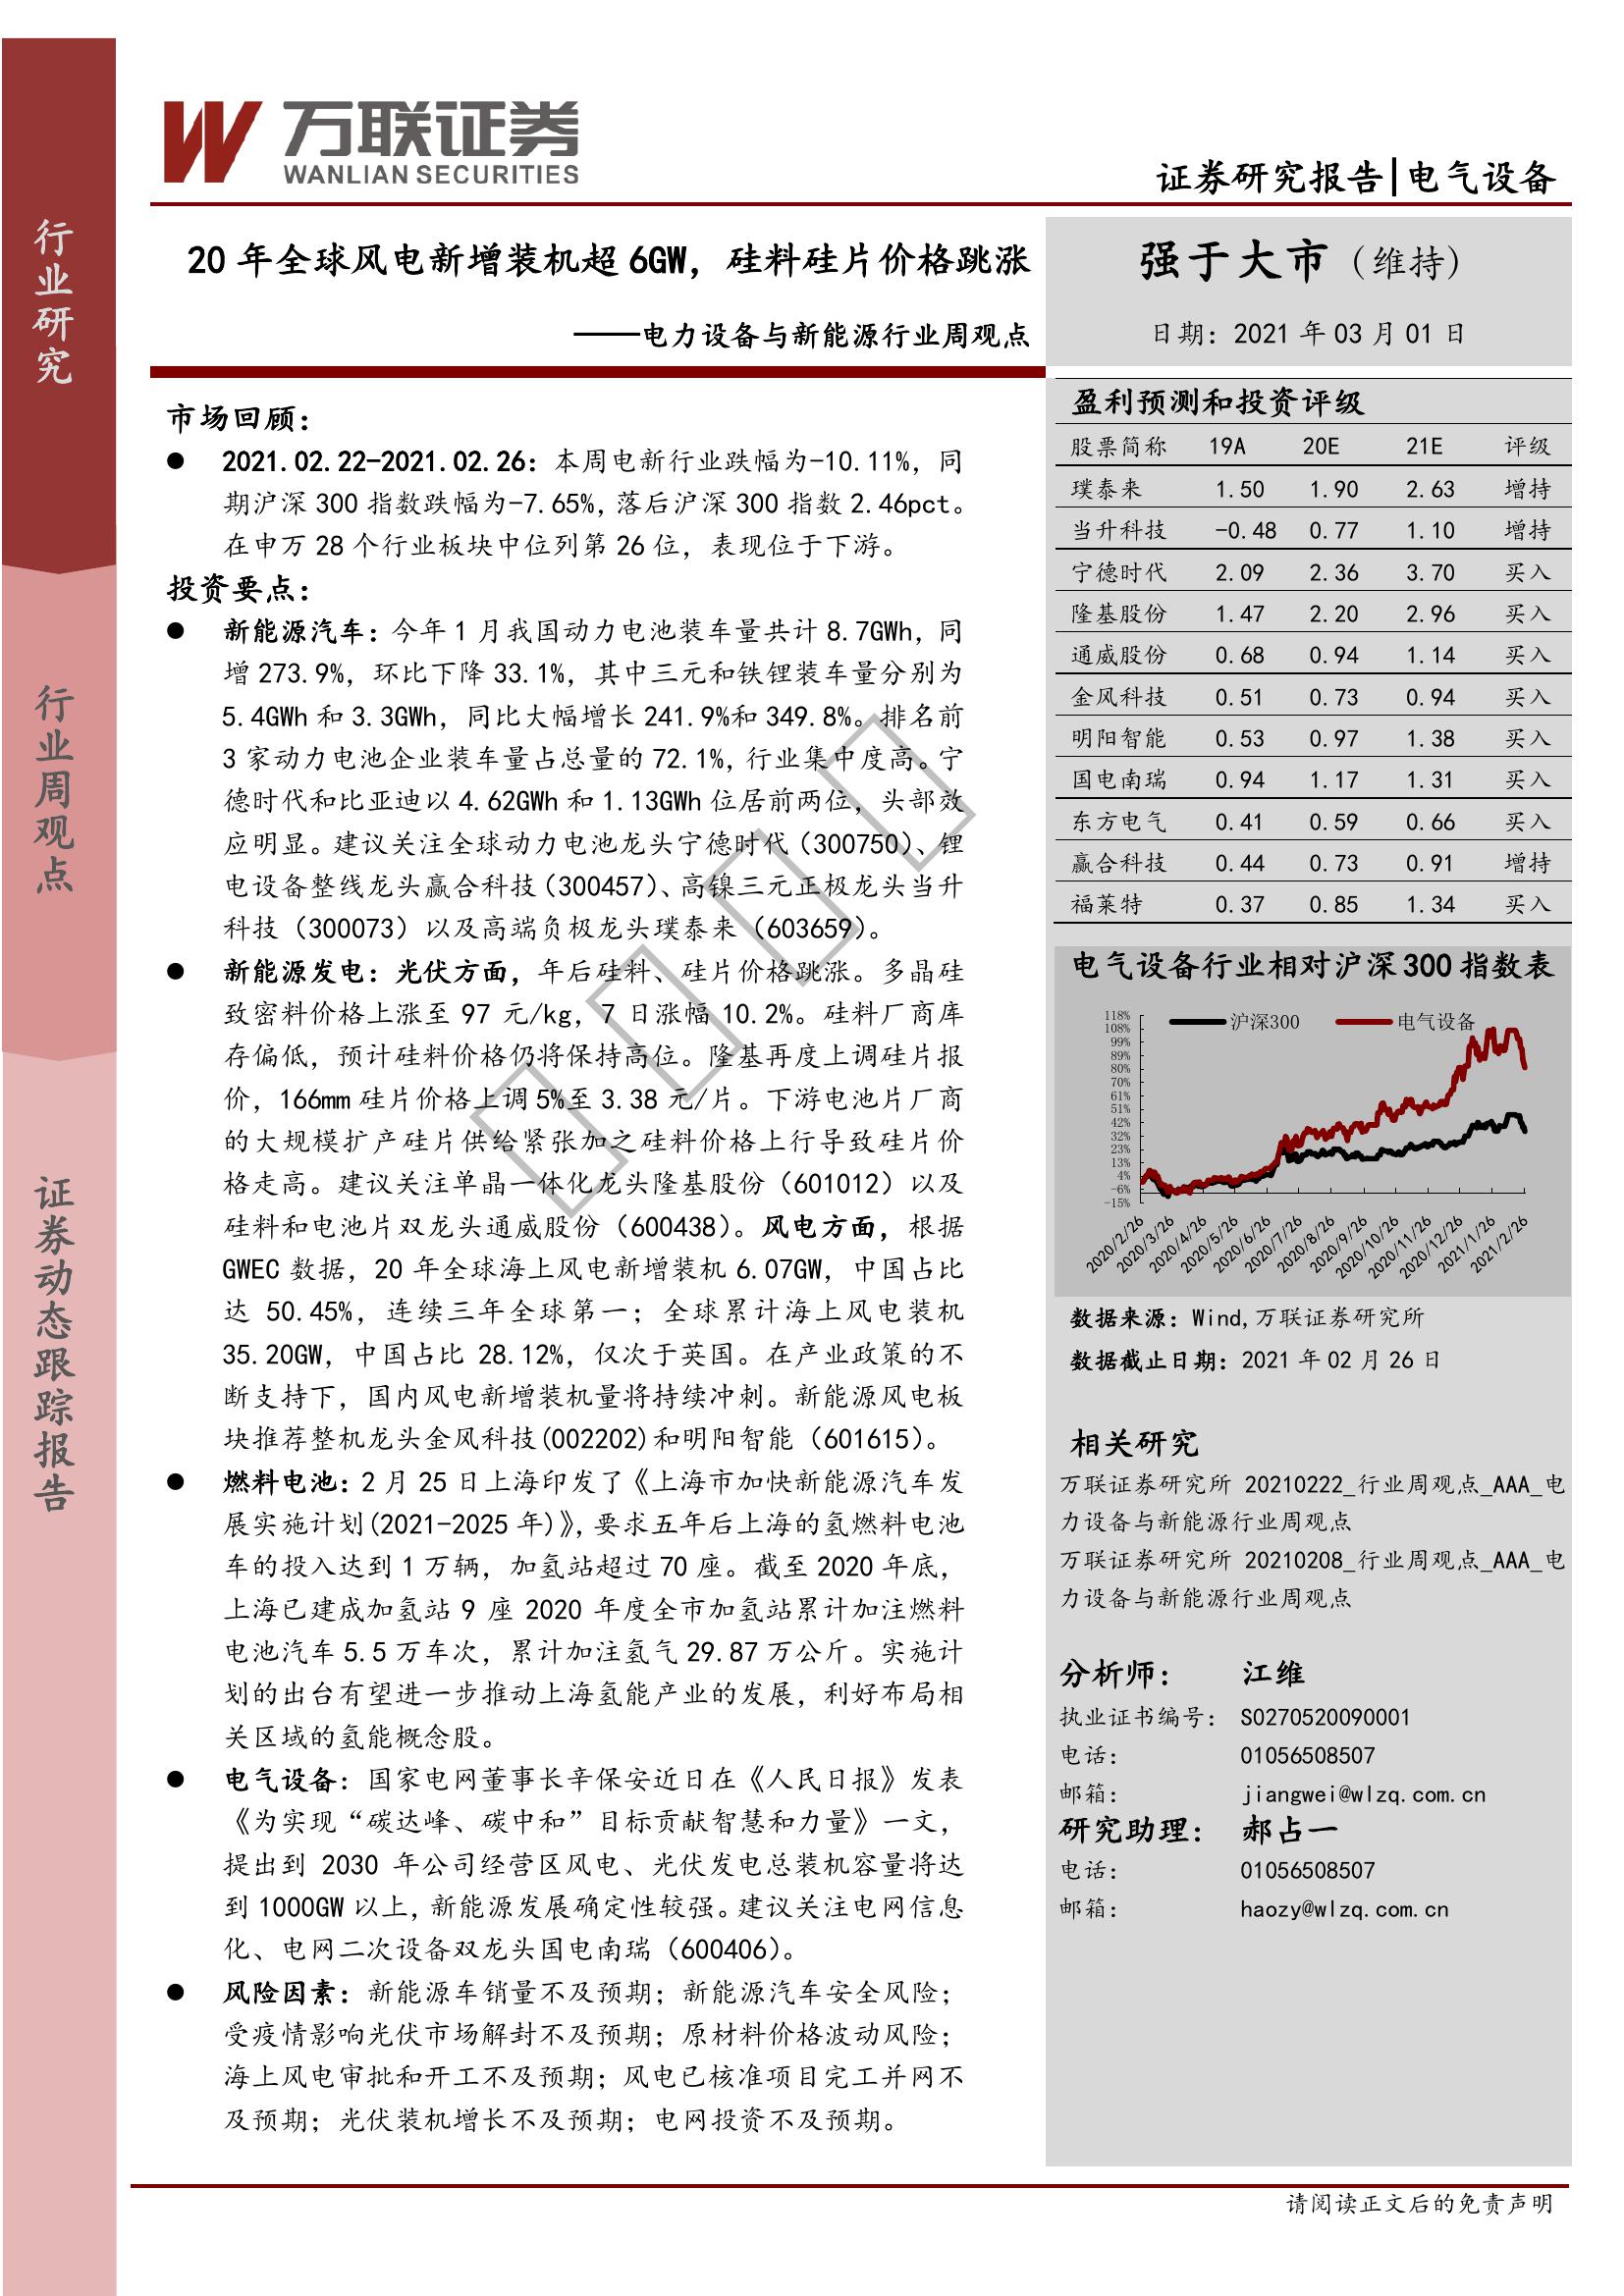 行业研究
行业周观点
证券动态跟踪报告
万联证券
WANLIAN SECURITIES
证券研究报告|电气设备
20 年全球风电新增装机超 6GW，硅料硅片价格跳涨
——电力设备与新能源行业周观点
强于大市（维持）
日期：2021 年 03 月 01 日
市场回顾：
● 2021.02.22-2021.02.26：本周电新行业跌幅为-10.11%，同
期沪深 300 指数跌幅为-7.65%，落后沪深 300 指数 2.46pct。
在申万 28 个行业板块中位列第 26 位，表现位于下游。
投资要点：
● 新能源汽车：今年 1 月我国动力电池装车量共计 8.7GWh，同
增 273.9%，环比下降 33.1%，其中三元和铁锂装车量分别为
5.4GWh 和 3.3GWh，同比大幅增长 241.9%和 349.8%。排名前
3 家动力电池企业装车量占总量的 72.1%，行业集中度高。宁
德时代和比亚迪以 4.62GWh 和 1.13GWh 位居前两位，头部效
应明显。建议关注全球动力电池龙头宁德时代（300750）、锂
电设备整线龙头赢合科技（300457）、高镍三元正极龙头当升
科技（300073）以及高端负极龙头璞泰来（603659）。
● 新能源发电：光伏方面，年后硅料、硅片价格跳涨。多晶硅
致密料价格上涨至 97 元/kg，7 日涨幅 10.2%。硅料厂商库
存偏低，预计硅料价格仍将保持高位。隆基再度上调硅片报
价，166mm 硅片价格上调 5%至 3.38 元/片。下游电池片厂商
的大规模扩产硅片供给紧张加之硅料价格上行导致硅片价
格走高。建议关注单晶一体化龙头隆基股份（601012）以及
硅料和电池片双龙头通威股份（600438）。风电方面，根据
GWEC 数据，20 年全球海上风电新增装机 6.07GW，中国占比
达 50.45%，连续三年全球第一；全球累计海上风电装机
35.20GW，中国占比 28.12%，仅次于英国。在产业政策的不
断支持下，国内风电新增装机量将持续冲刺。新能源风电板
块推荐整机龙头金风科技(002202)和明阳智能（601615）。
● 燃料电池：2 月 25 日上海印发了《上海市加快新能源汽车发
展实施计划(2021-2025 年)》，要求五年后上海的氢燃料电池
车的投入达到 1 万辆，加氢站超过 70 座。截至 2020 年底，
上海已建成加氢站 9 座 2020 年度全市加氢站累计加注燃料
电池汽车 5.5 万车次，累计加注氢气 29.87 万公斤。实施计
划的出台有望进一步推动上海氢能产业的发展，利好布局相
关区域的氢能概念股。
● 电气设备：国家电网董事长辛保安近日在《人民日报》发表
《为实现“碳达峰、碳中和”目标贡献智慧和力量》一文，
提出到 2030 年公司经营区风电、光伏发电总装机容量将达
到 1000GW 以上，新能源发展确定性较强。建议关注电网信息
化、电网二次设备双龙头国电南瑞（600406）。
● 风险因素：新能源车销量不及预期；新能源汽车安全风险；
受疫情影响光伏市场解封不及预期；原材料价格波动风险；
海上风电审批和开工不及预期；风电已核准项目完工并网不
及预期；光伏装机增长不及预期；电网投资不及预期。
盈利预测和投资评级
股票简称 19A 20E 21E 评级
璞泰来 1.50 1.90 2.63 增持
当升科技 -0.48 0.77 1.10 增持
宁德时代 2.09 2.36 3.70 买入
隆基股份 1.47 2.20 2.96 买入
通威股份 0.68 0.94 1.14 买入
金风科技 0.51 0.73 0.94 买入
明阳智能 0.53 0.97 1.38 买入
国电南瑞 0.94 1.17 1.31 买入
东方电气 0.41 0.59 0.66 买入
赢合科技 0.44 0.73 0.91 增持
福莱特 0.37 0.85 1.34 买入
电气设备行业相对沪深 300 指数表
沪深300 电气设备
118%
108%
99%
89%
80%
70%
61%
51%
42%
32%
23%
13%
4%
-6%
-15%
2020/2/26
2020/3/26
2020/4/26
2020/5/26
2020/6/26
2020/7/26
2020/8/26
2020/9/26
2020/10/26
2020/11/26
2020/12/26
2021/1/26
2021/2/26
数据来源：Wind,万联证券研究所
数据截止日期：2021 年 02 月 26 日
相关研究
万联证券研究所 20210222_行业周观点_AAA_电
力设备与新能源行业周观点
万联证券研究所 20210208_行业周观点_AAA_电
力设备与新能源行业周观点
分析师： 江维
执业证书编号： S0270520090001
电话： 01056508507
邮箱： jiangwei@wlzq.com.cn
研究助理： 郝占一
电话： 01056508507
邮箱： haozy@wlzq.com.cn
请阅读正文后的免责声明